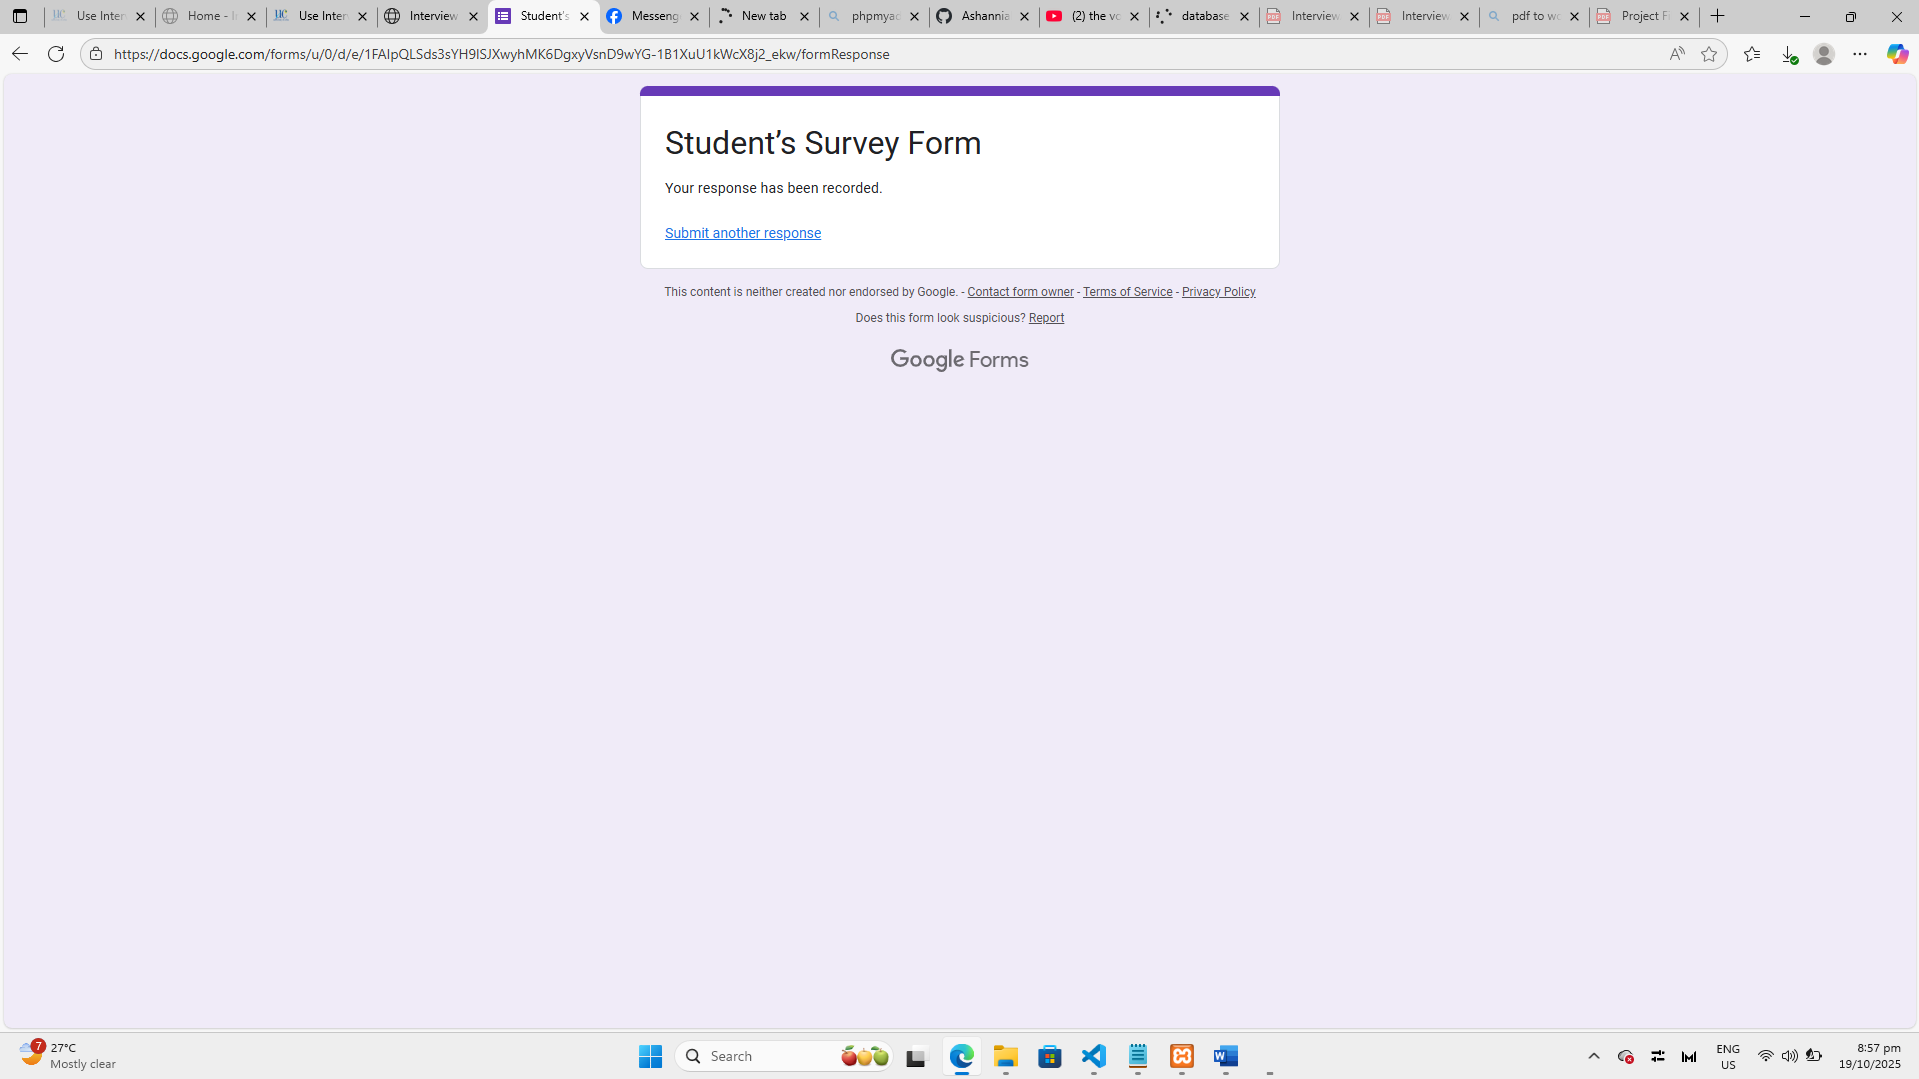 Use Inter
Home - I
Use Inter
Interview
Student's
Messeng
New tab
phpmyad
Ashannia
(2) the vo
database
Interview
Interview
pdf to wo
Project Fi
https://docs.google.com/forms/u/0/d/e/1FAIpQLSds3sYH9ISJXwyhMK6DgxyVsnD9wYG-1B1XuU1kWcX8j2_ekw/formResponse
Student’s Survey Form
Your response has been recorded.
Submit another response
This content is neither created nor endorsed by Google. - Contact form owner - Terms of Service - Privacy Policy
Does this form look suspicious? Report
Google Forms
7
27°C
Mostly clear
Search
ENG
US
8:57 pm
19/10/2025